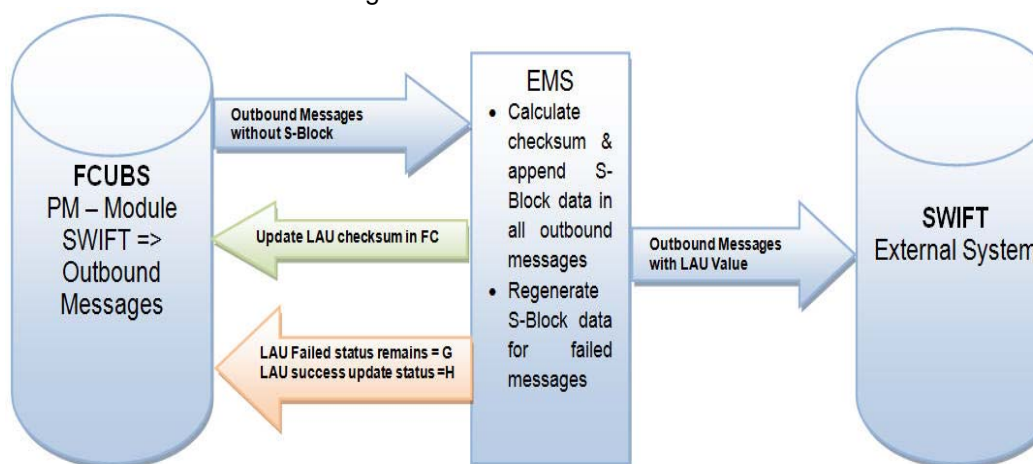 FCUBS
PM – Module
SWIFT =>
Outbound
Messages
Outbound Messages
without S-Block
Update LAU checksum in FC
LAU Failed status remains = G
LAU success update status =H
EMS
• Calculate
checksum &
append S-
Block data in
all outbound
messages
• Regenerate
S-Block data
for failed
messages
Outbound Messages
with LAU Value
SWIFT
External System